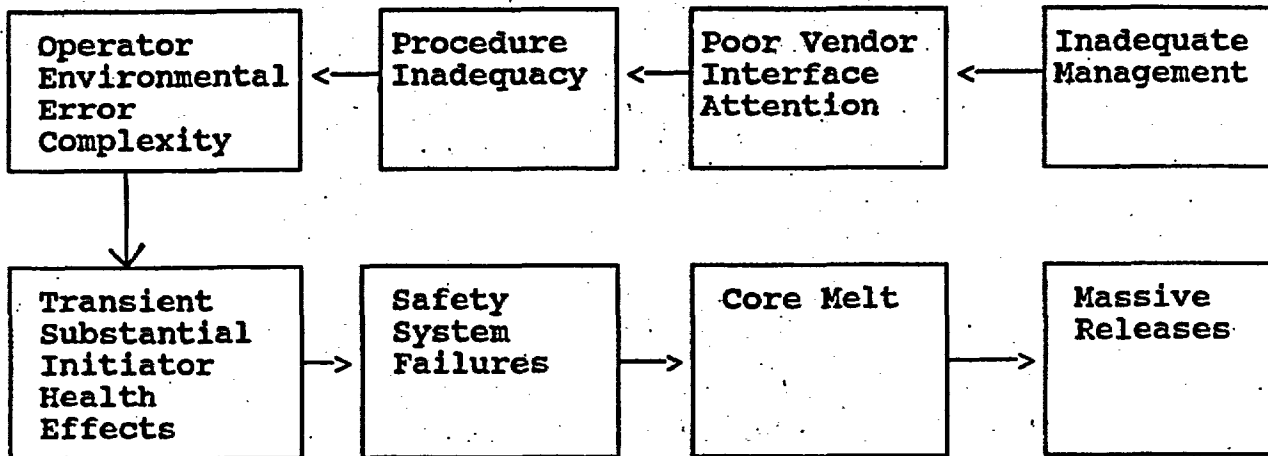 Operator
Environmental
Error
Complexity
Procedure
Inadequacy
Poor Vendor
Interface
Attention
Inadequate
Management
Transient
Substantial
Initiator
Health
Effects
Safety
System
Failures
Core Melt
Massive
Releases